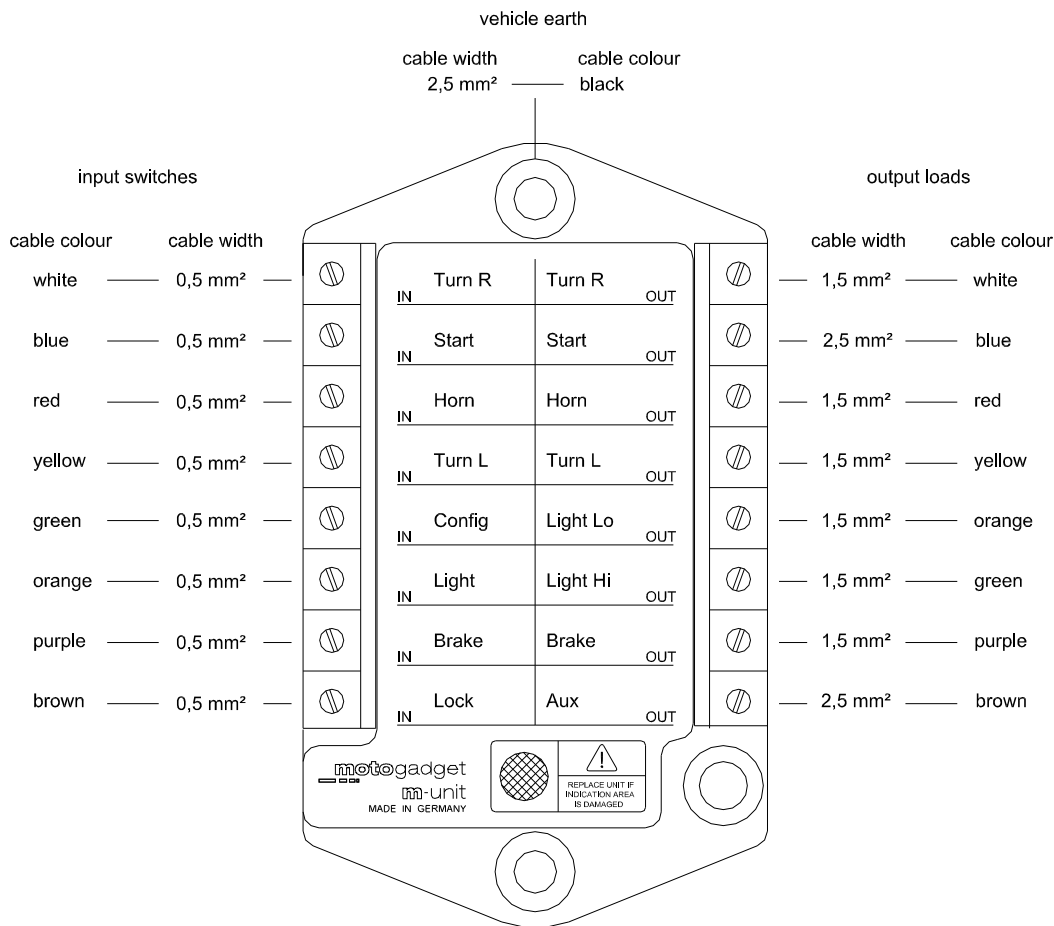 vehicle earth
cable width cable colour
2,5 mm² black
input switches output loads
cable colour cable width cable width cable colour
white 0,5 mm² IN Turn R Turn R OUT 1,5 mm² white
blue 0,5 mm² IN Start Start OUT 2,5 mm² blue
red 0,5 mm² IN Horn Horn OUT 1,5 mm² red
yellow 0,5 mm² IN Turn L Turn L OUT 1,5 mm² yellow
green 0,5 mm² IN Config Light Lo OUT 1,5 mm² orange
orange 0,5 mm² IN Light Light Hi OUT 1,5 mm² green
purple 0,5 mm² IN Brake Brake OUT 1,5 mm² purple
brown 0,5 mm² IN Lock Aux OUT 2,5 mm² brown
motogadget
m-unit
MADE IN GERMANY
REPLACE UNIT IF
INDICATION AREA
IS DAMAGED